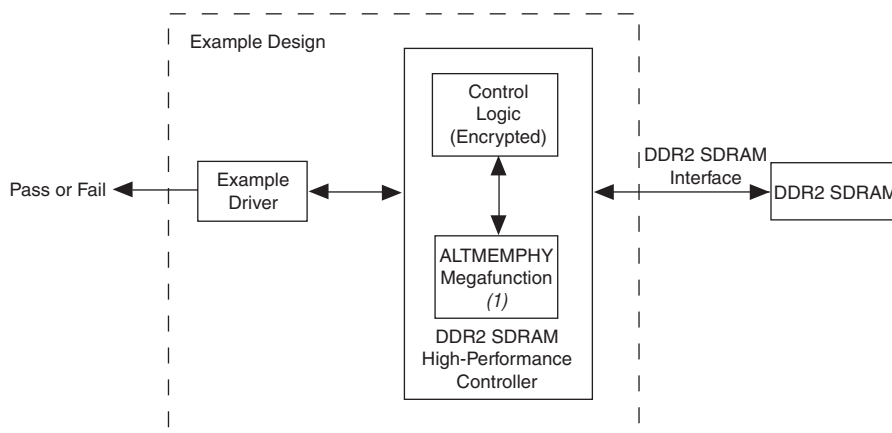 Example Design
Control
Logic
(Encrypted)
DDR2 SDRAM
Interface
Pass or Fail
Example
Driver
DDR2 SDRAM
ALTMEMPHY
Megafunction
(1)
DDR2 SDRAM
High-Performance
Controller